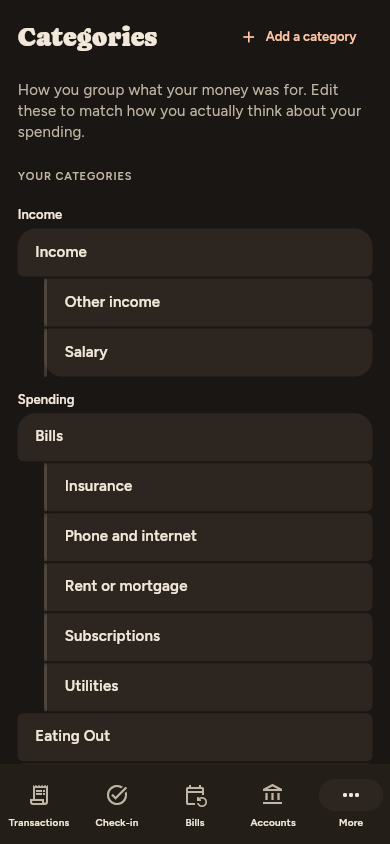 Categories
Add a category
How you group what your money was for. Edit
these to match how you actually think about your
spending.
YOUR CATEGORIES
Income
Income
Other income
Salary
Spending
Bills
Insurance
Phone and internet
Rent or mortgage
Subscriptions
Utilities
Eating Out
Transactions
Check-in
Bills
Accounts
More